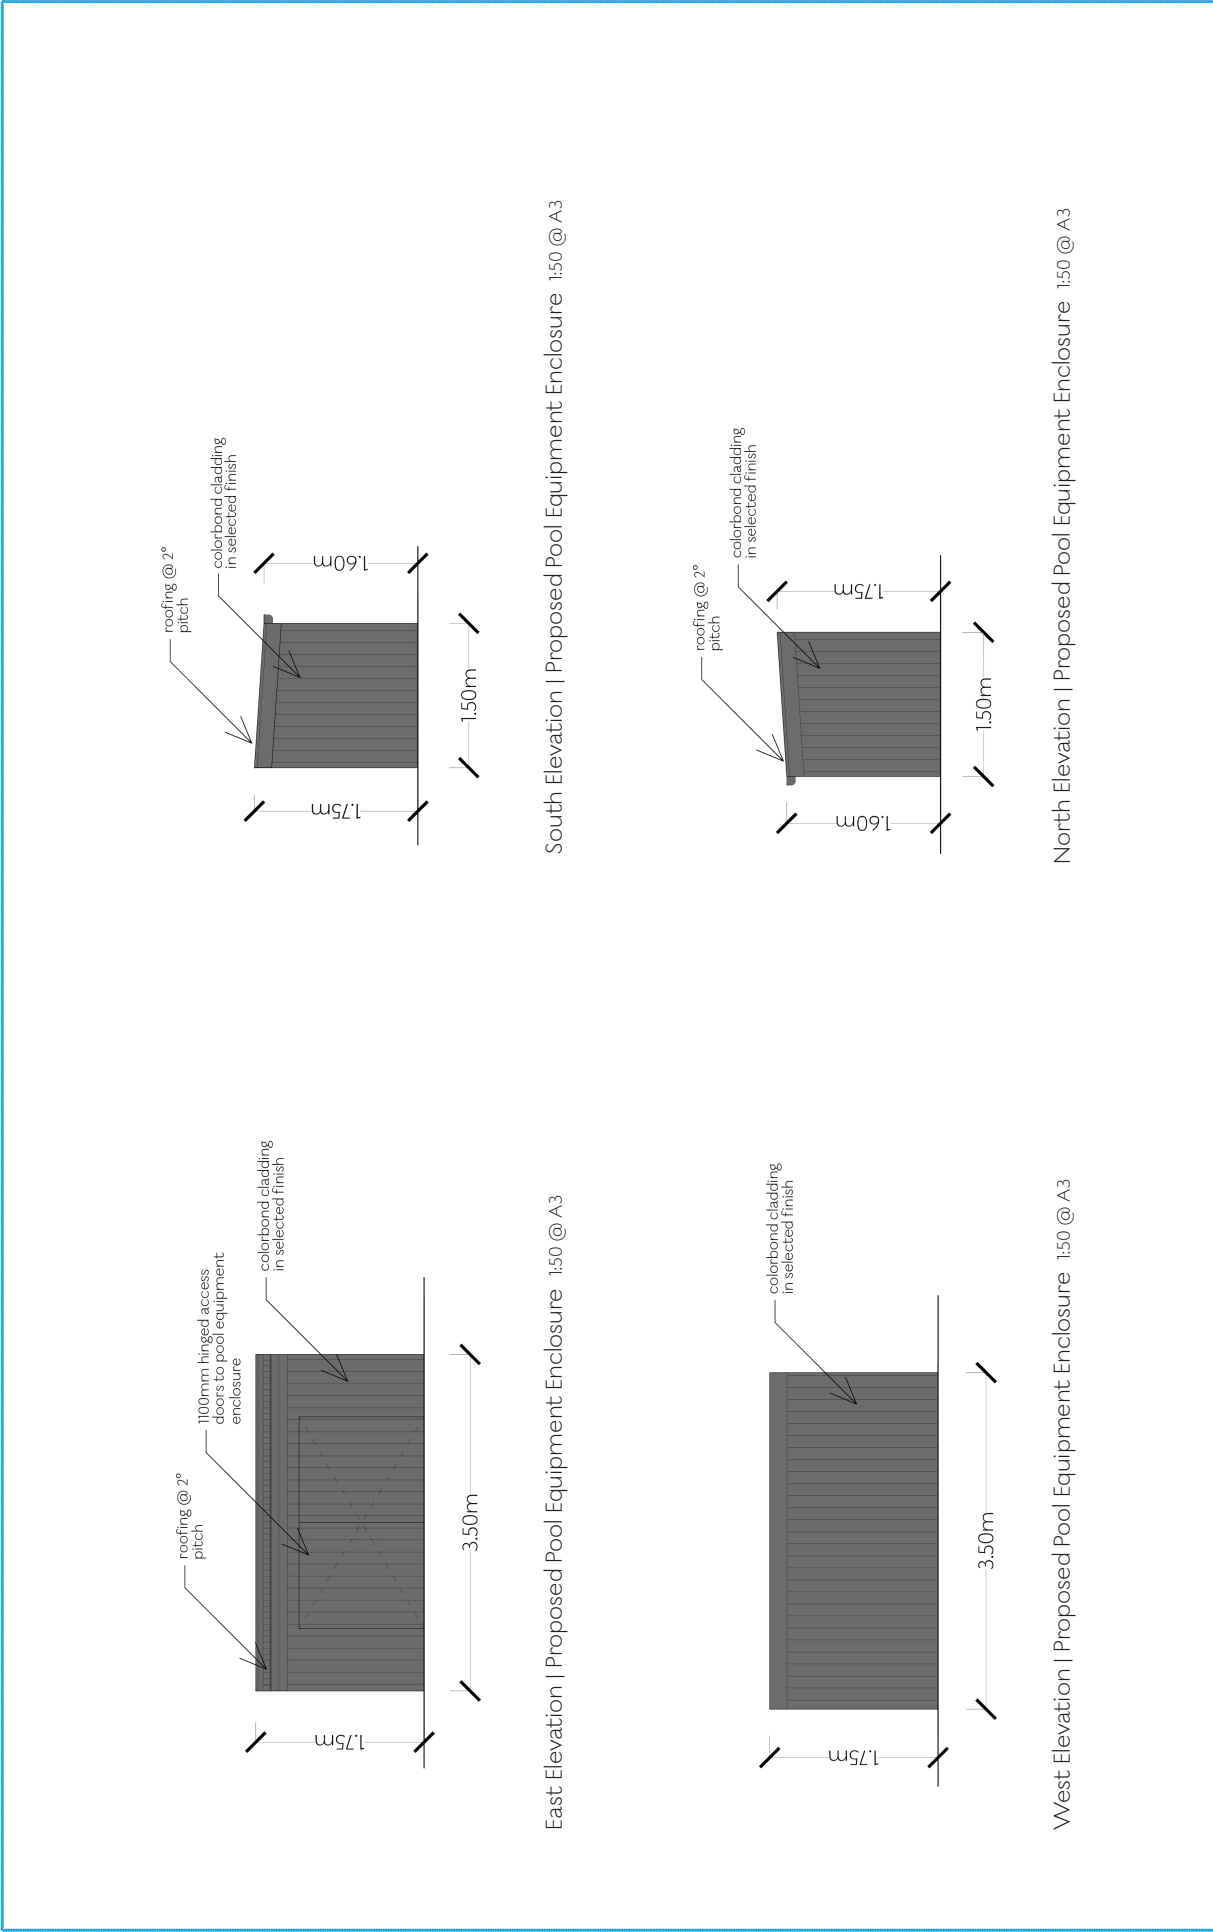 roofing @ 2°
pitch
1100mm hinged access
doors to pool equipment
enclosure
colorbond cladding
in selected finish
1.75m
3.50m
East Elevation | Proposed Pool Equipment Enclosure 1:50 @ A3
roofing @ 2°
pitch
colorbond cladding
in selected finish
1.75m
1.60m
1.50m
South Elevation | Proposed Pool Equipment Enclosure 1:50 @ A3
colorbond cladding
in selected finish
1.75m
3.50m
West Elevation | Proposed Pool Equipment Enclosure 1:50 @ A3
roofing @ 2°
pitch
colorbond cladding
in selected finish
1.60m
1.75m
1.50m
North Elevation | Proposed Pool Equipment Enclosure 1:50 @ A3